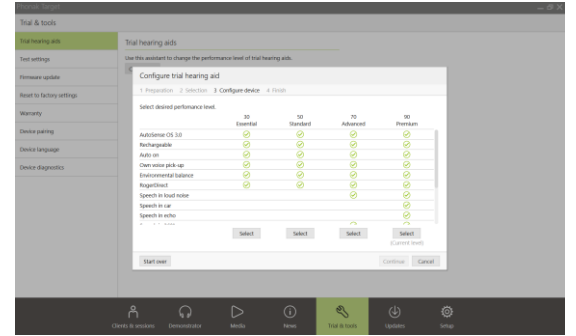 Phonak Target
Trial & tools
Trial hearing aids
Test settings
Firmware update
Reset to factory settings
Warranty
Device pairing
Device language
Device diagnostics
Trial hearing aids
Use this assistant to change the performance level of trial hearing aids.
Configure trial hearing aid
1 Preparation 2 Selection 3 Configure device 4 Finish
Select desired perfomance level.
30 50 70 90
Essential Standard Advanced Premium
AutoSense OS 3.0
Rechargeable
Auto on
Own voice pick-up
Environmental balance
RogerDirect
Speech in loud noise
Speech in car
Speech in echo
Select Select Select Select
(Current level)
Start over Continue Cancel
Clients & sessions Demonstrator Media News Trial & tools Updates Setup